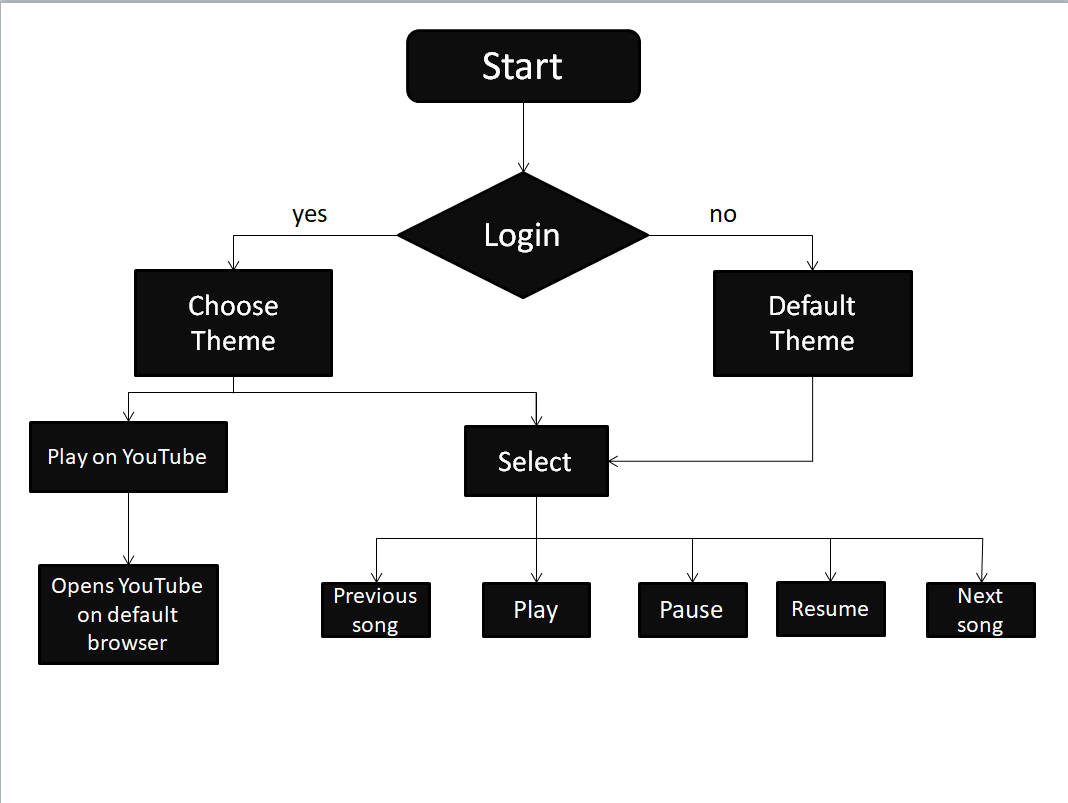 Start
yes
no
Login
Choose
Theme
Default
Theme
Play on YouTube
Select
Opens YouTube
on default
browser
Previous
song
Play
Pause
Resume
Next
song